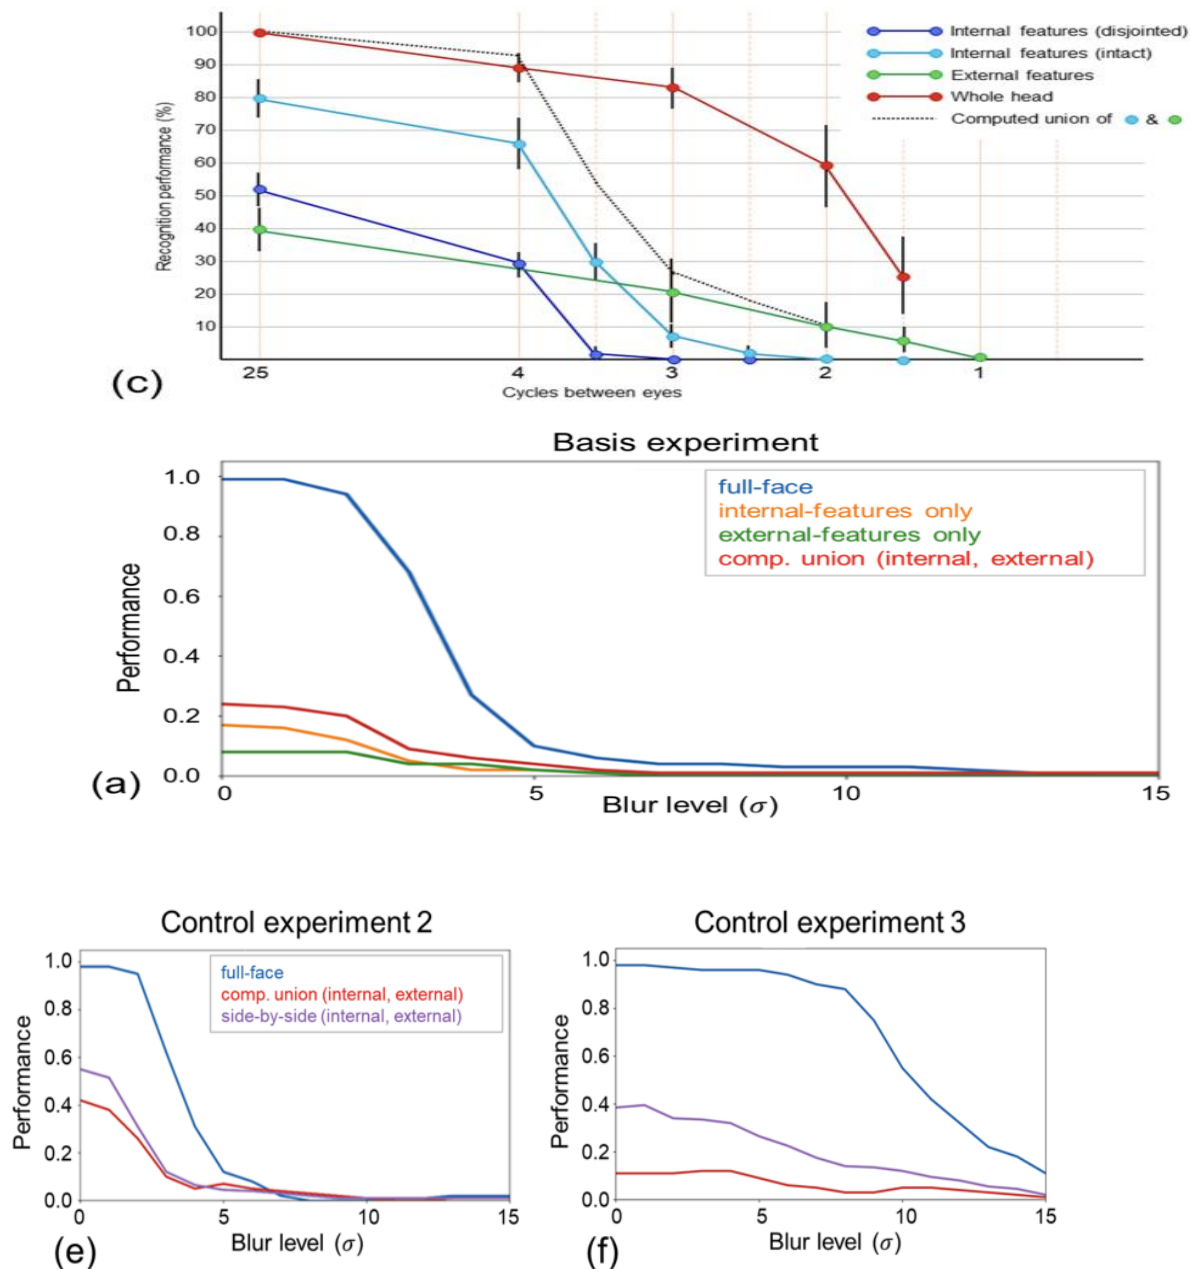 100
90
80
70
60
50
40
30
20
10
Recognition performance (%)
Internal features (disjointed)
Internal features (intact)
External features
Whole head
Computed union of & 
25 4 3 2 1
Cycles between eyes
(c)
Basis experiment
1.0
0.8
0.6
0.4
0.2
0.0
Performance
full-face
internal-features only
external-features only
comp. union (internal, external)
0 5 10 15
Blur level (σ)
(a)
Control experiment 2
1.0
0.8
0.6
0.4
0.2
0.0
Performance
full-face
comp. union (internal, external)
side-by-side (internal, external)
0 5 10 15
Blur level (σ)
(e)
Control experiment 3
1.0
0.8
0.6
0.4
0.2
0.0
Performance
0 5 10 15
Blur level (σ)
(f)